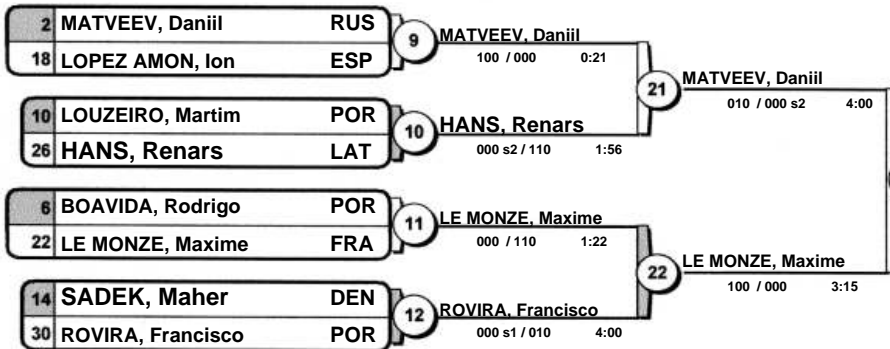 2 MATVEEV, Daniil RUS
18 LOPEZ AMON, Ion ESP
9
MATVEEV, Daniil
100 / 000 0:21
10 LOUZEIRO, Martim POR
26 HANS, Renars LAT
10
HANS, Renars
000 s2 / 110 1:56
21
MATVEEV, Daniil
010 / 000 s2 4:00
6 BOAVIDA, Rodrigo POR
22 LE MONZE, Maxime FRA
11
LE MONZE, Maxime
000 / 110 1:22
14 SADEK, Maher DEN
30 ROVIRA, Francisco POR
12
ROVIRA, Francisco
000 s1 / 010 4:00
22
LE MONZE, Maxime
100 / 000 3:15